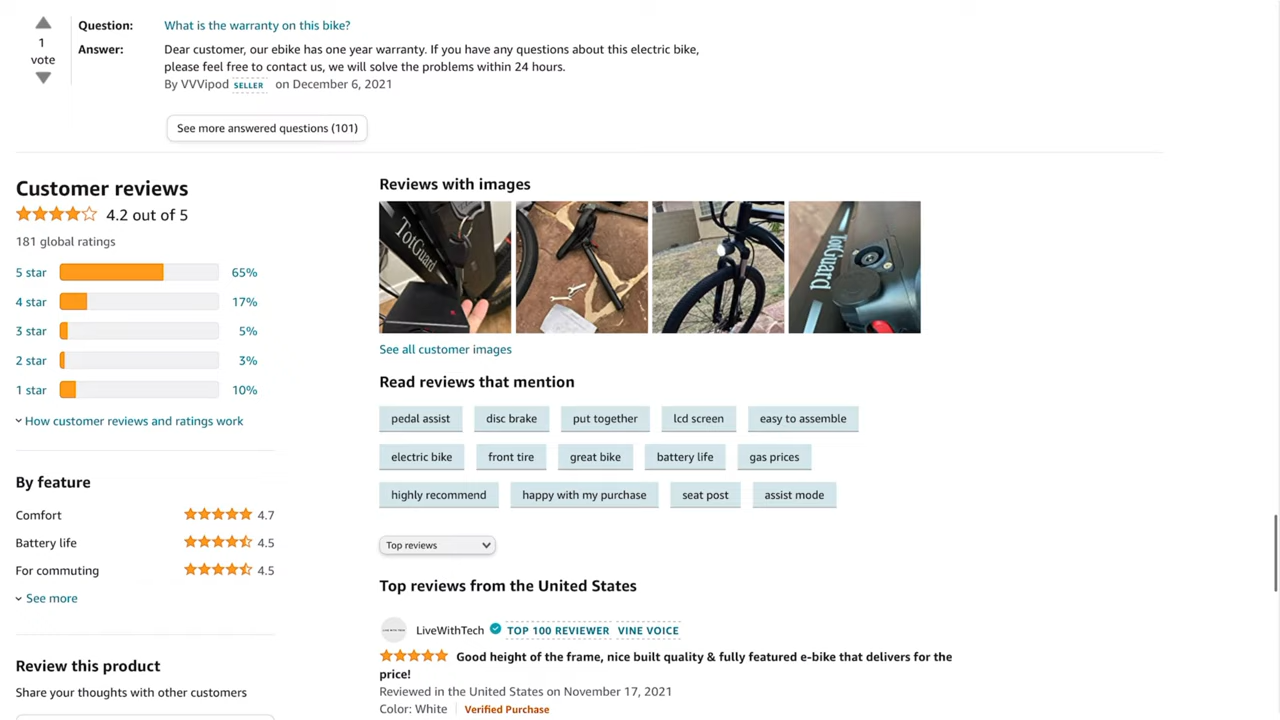 1
vote
Question: What is the warranty on this bike?
Answer: Dear customer, our ebike has one year warranty. If you have any questions about this electric bike,
please feel free to contact us, we will solve the problems within 24 hours.
By VVVipod SELLER on December 6, 2021
See more answered questions (101)
Customer reviews
4.2 out of 5
181 global ratings
5 star 65%
4 star 17%
3 star 5%
2 star 3%
1 star 10%
How customer reviews and ratings work
By feature
Comfort 4.7
Battery life 4.5
For commuting 4.5
See more
Review this product
Share your thoughts with other customers
Reviews with images
TotGuard
TotGuard
See all customer images
Read reviews that mention
pedal assist disc brake put together lcd screen easy to assemble
electric bike front tire great bike battery life gas prices
highly recommend happy with my purchase seat post assist mode
Top reviews
Top reviews from the United States
LiveWithTech TOP 100 REVIEWER VINE VOICE
Good height of the frame, nice built quality & fully featured e-bike that delivers for the
price!
Reviewed in the United States on November 17, 2021
Color: White Verified Purchase